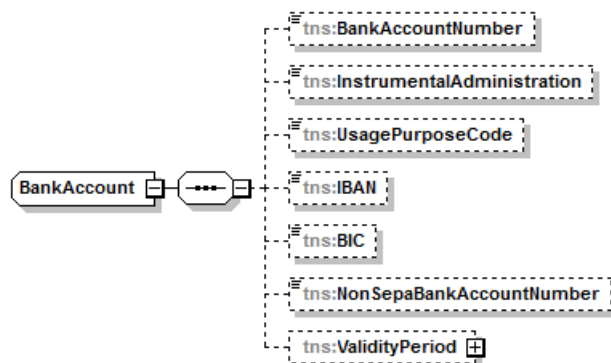 tns:BankAccountNumber
tns:InstrumentalAdministration
tns:UsagePurposeCode
BankAccount
tns:IBAN
tns:BIC
tns:NonSepaBankAccountNumber
tns:ValidityPeriod